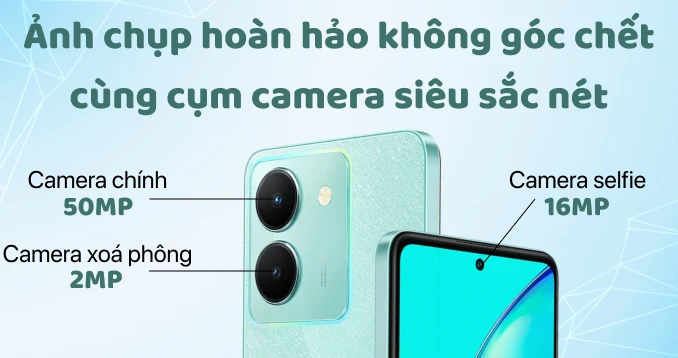 Ảnh chụp hoàn hảo không góc chết
cùng cụm camera siêu sắc nét
Camera chính
50MP
Camera selfie
16MP
Camera xoá phông
2MP